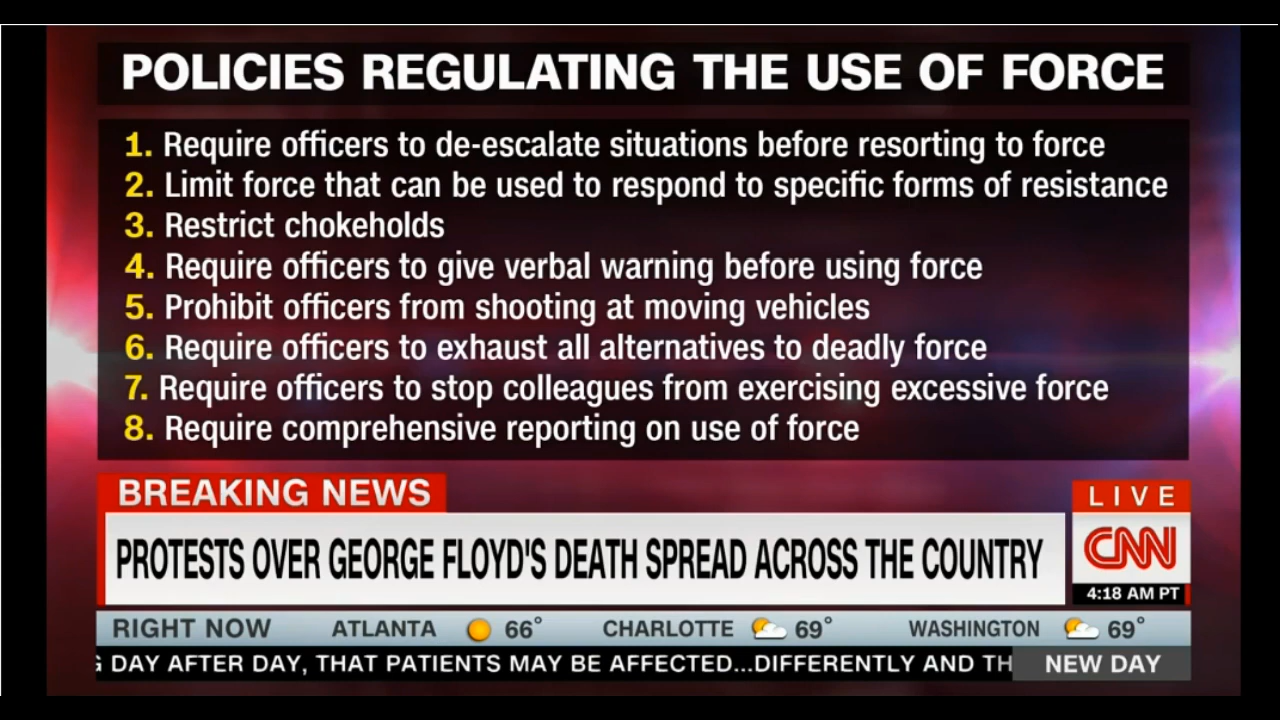 POLICIES REGULATING THE USE OF FORCE
1. Require officers to de-escalate situations before resorting to force
2. Limit force that can be used to respond to specific forms of resistance
3. Restrict chokeholds
4. Require officers to give verbal warning before using force
5. Prohibit officers from shooting at moving vehicles
6. Require officers to exhaust all alternatives to deadly force
7. Require officers to stop colleagues from exercising excessive force
8. Require comprehensive reporting on use of force
BREAKING NEWS
LIVE
PROTESTS OVER GEORGE FLOYD'S DEATH SPREAD ACROSS THE COUNTRY
CNN
4:18 AM PT
RIGHT NOW ATLANTA 66° CHARLOTTE 69° WASHINGTON 69°
DAY AFTER DAY, THAT PATIENTS MAY BE AFFECTED...DIFFERENTLY AND TH NEW DAY